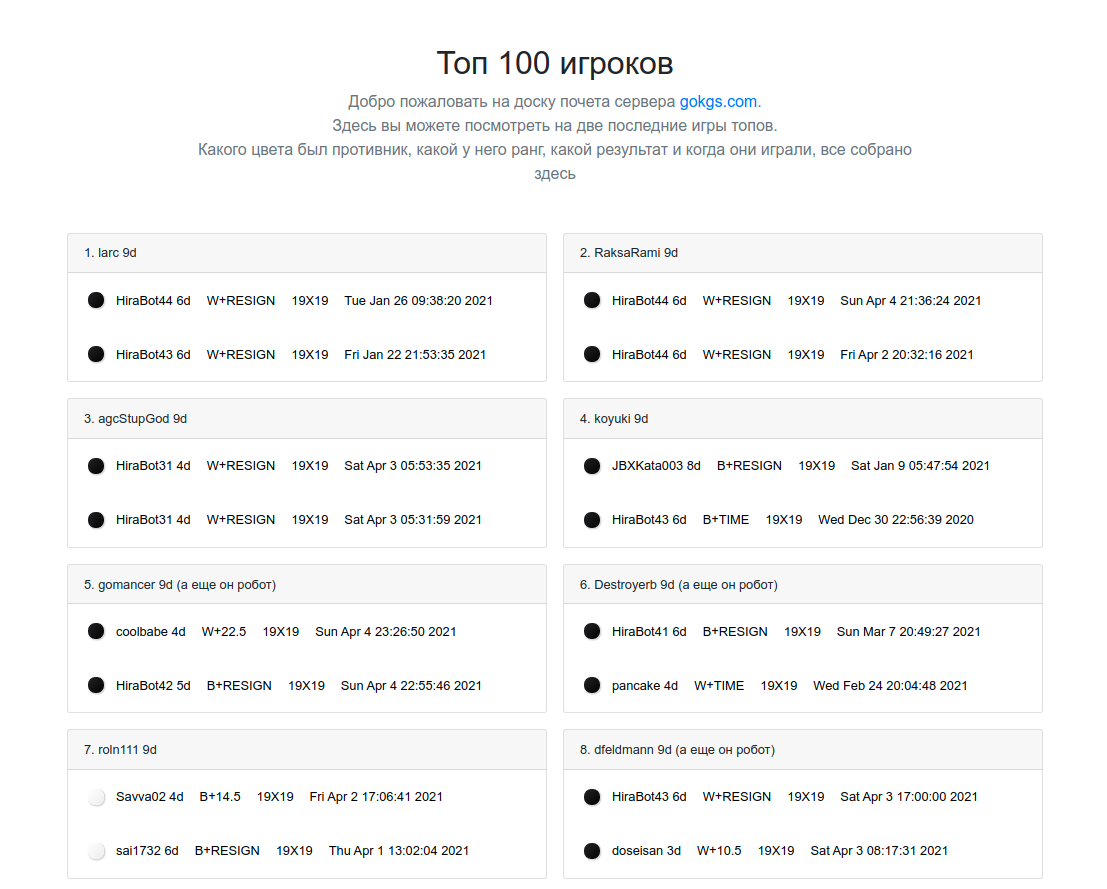 Топ 100 игроков
Добро пожаловать на доску почета сервера gokgs.com.
Здесь вы можете посмотреть на две последние игры топов.
Какого цвета был противник, какой у него ранг, какой результат и когда они играли, все собрано
здесь
1. larc 9d
HiraBot44 6d W+RESIGN 19X19 Tue Jan 26 09:38:20 2021
HiraBot43 6d W+RESIGN 19X19 Fri Jan 22 21:53:35 2021
2. RaksaRami 9d
HiraBot44 6d W+RESIGN 19X19 Sun Apr 4 21:36:24 2021
HiraBot44 6d W+RESIGN 19X19 Fri Apr 2 20:32:16 2021
3. agcStupGod 9d
HiraBot31 4d W+RESIGN 19X19 Sat Apr 3 05:53:35 2021
HiraBot31 4d W+RESIGN 19X19 Sat Apr 3 05:31:59 2021
4. koyuki 9d
JBXKata003 8d B+RESIGN 19X19 Sat Jan 9 05:47:54 2021
HiraBot43 6d B+TIME 19X19 Wed Dec 30 22:56:39 2020
5. gomancer 9d (а еще он робот)
coolbabe 4d W+22.5 19X19 Sun Apr 4 23:26:50 2021
HiraBot42 5d B+RESIGN 19X19 Sun Apr 4 22:55:46 2021
6. Destroyerb 9d (а еще он робот)
HiraBot41 6d B+RESIGN 19X19 Sun Mar 7 20:49:27 2021
pancake 4d W+TIME 19X19 Wed Feb 24 20:04:48 2021
7. roln111 9d
Savva02 4d B+14.5 19X19 Fri Apr 2 17:06:41 2021
sai1732 6d B+RESIGN 19X19 Thu Apr 1 13:02:04 2021
8. dfeldmann 9d (а еще он робот)
HiraBot43 6d W+RESIGN 19X19 Sat Apr 3 17:00:00 2021
doseisan 3d W+10.5 19X19 Sat Apr 3 08:17:31 2021